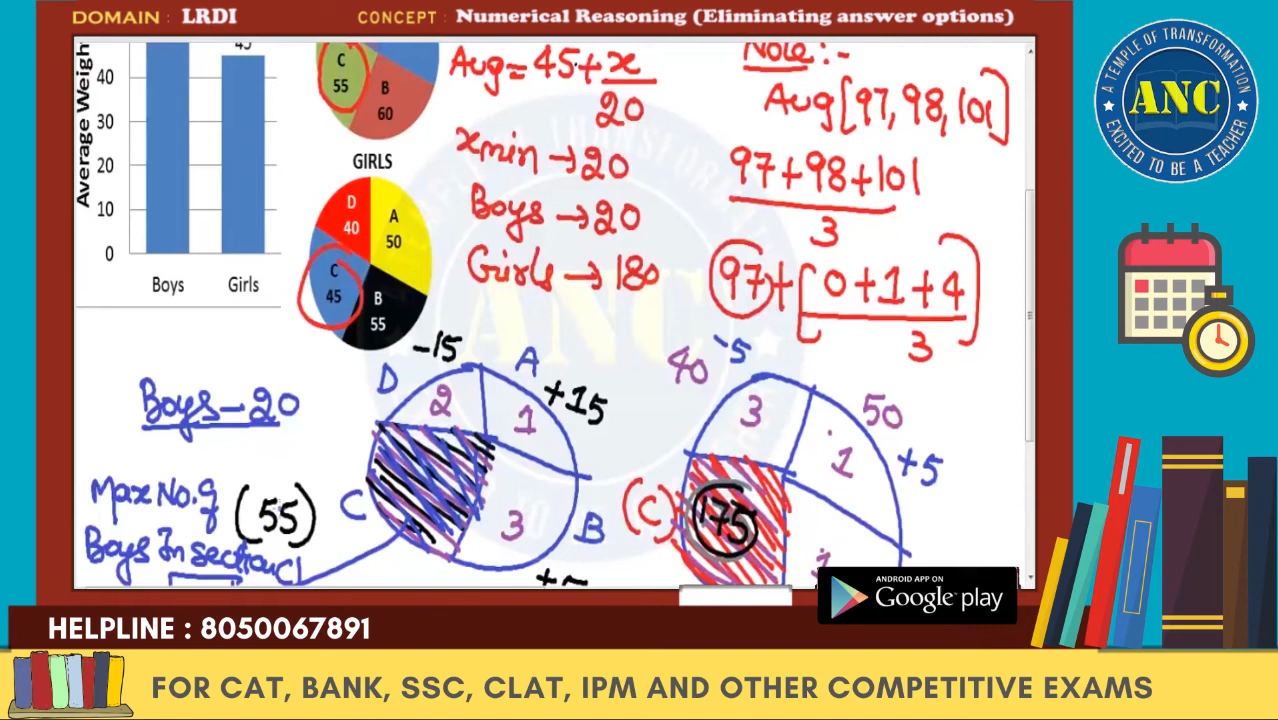 DOMAIN : LRDI
CONCEPT : Numerical Reasoning (Eliminating answer options)
Average Weight
40
30
20
10
0
45
Boys
Girls
C
55
B
60
GIRLS
D
40
A
50
C
45
B
55
Avg = 45 + x
20
xmin → 20
Boys → 20
Girls → 180
Note :-
Avg [97, 98, 101]
97 + 98 + 101
3
97 + [0 + 1 + 4]
3
Boys - 20
Max No. of
Boys In section C
(55)
-15
D
A
+15
2
1
C
3
B
40
-5
3
50
1
+5
(C)
175
A TEMPLE OF TRANSFORMATION
ANC
EXCITED TO BE A TEACHER
ANDROID APP ON
Google play
HELPLINE : 8050067891
FOR CAT, BANK, SSC, CLAT, IPM AND OTHER COMPETITIVE EXAMS